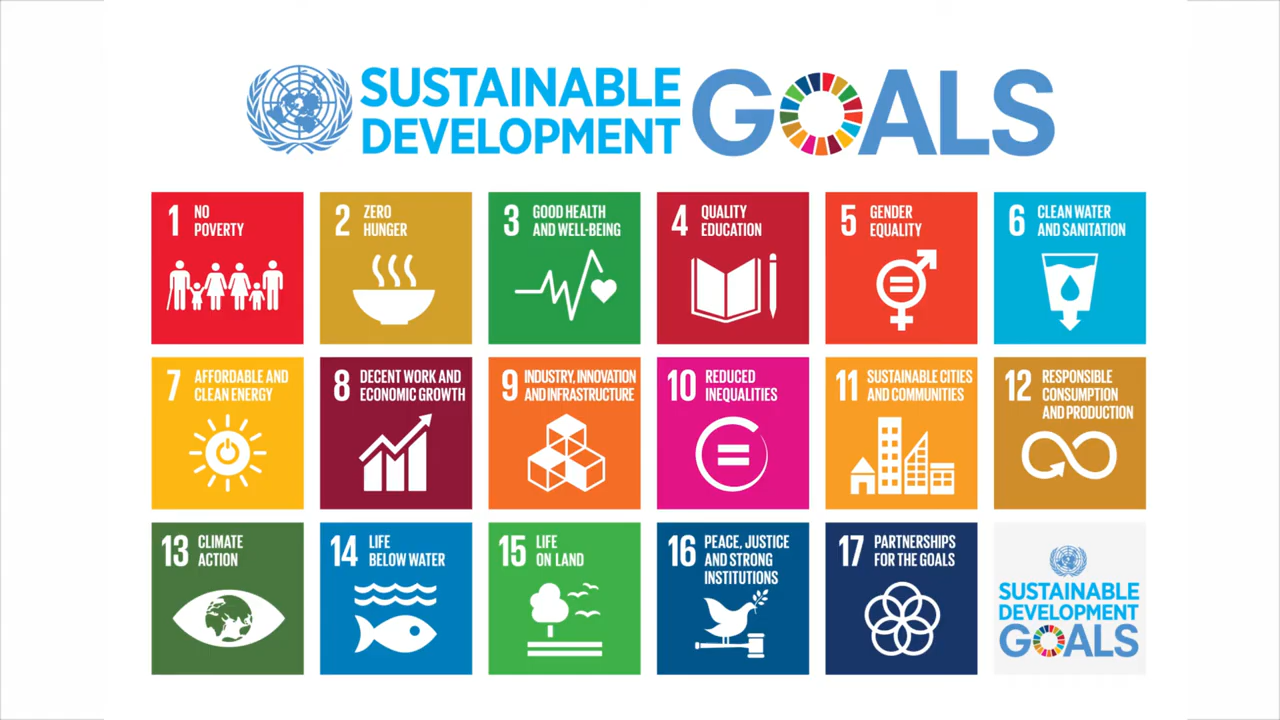 SUSTAINABLE
DEVELOPMENT
GOALS
1 NO
POVERTY
2 ZERO
HUNGER
3 GOOD HEALTH
AND WELL-BEING
4 QUALITY
EDUCATION
5 GENDER
EQUALITY
6 CLEAN WATER
AND SANITATION
7 AFFORDABLE AND
CLEAN ENERGY
8 DECENT WORK AND
ECONOMIC GROWTH
9 INDUSTRY, INNOVATION
AND INFRASTRUCTURE
10 REDUCED
INEQUALITIES
11 SUSTAINABLE CITIES
AND COMMUNITIES
12 RESPONSIBLE
CONSUMPTION
AND PRODUCTION
13 CLIMATE
ACTION
14 LIFE
BELOW WATER
15 LIFE
ON LAND
16 PEACE, JUSTICE
AND STRONG
INSTITUTIONS
17 PARTNERSHIPS
FOR THE GOALS
SUSTAINABLE
DEVELOPMENT
GOALS